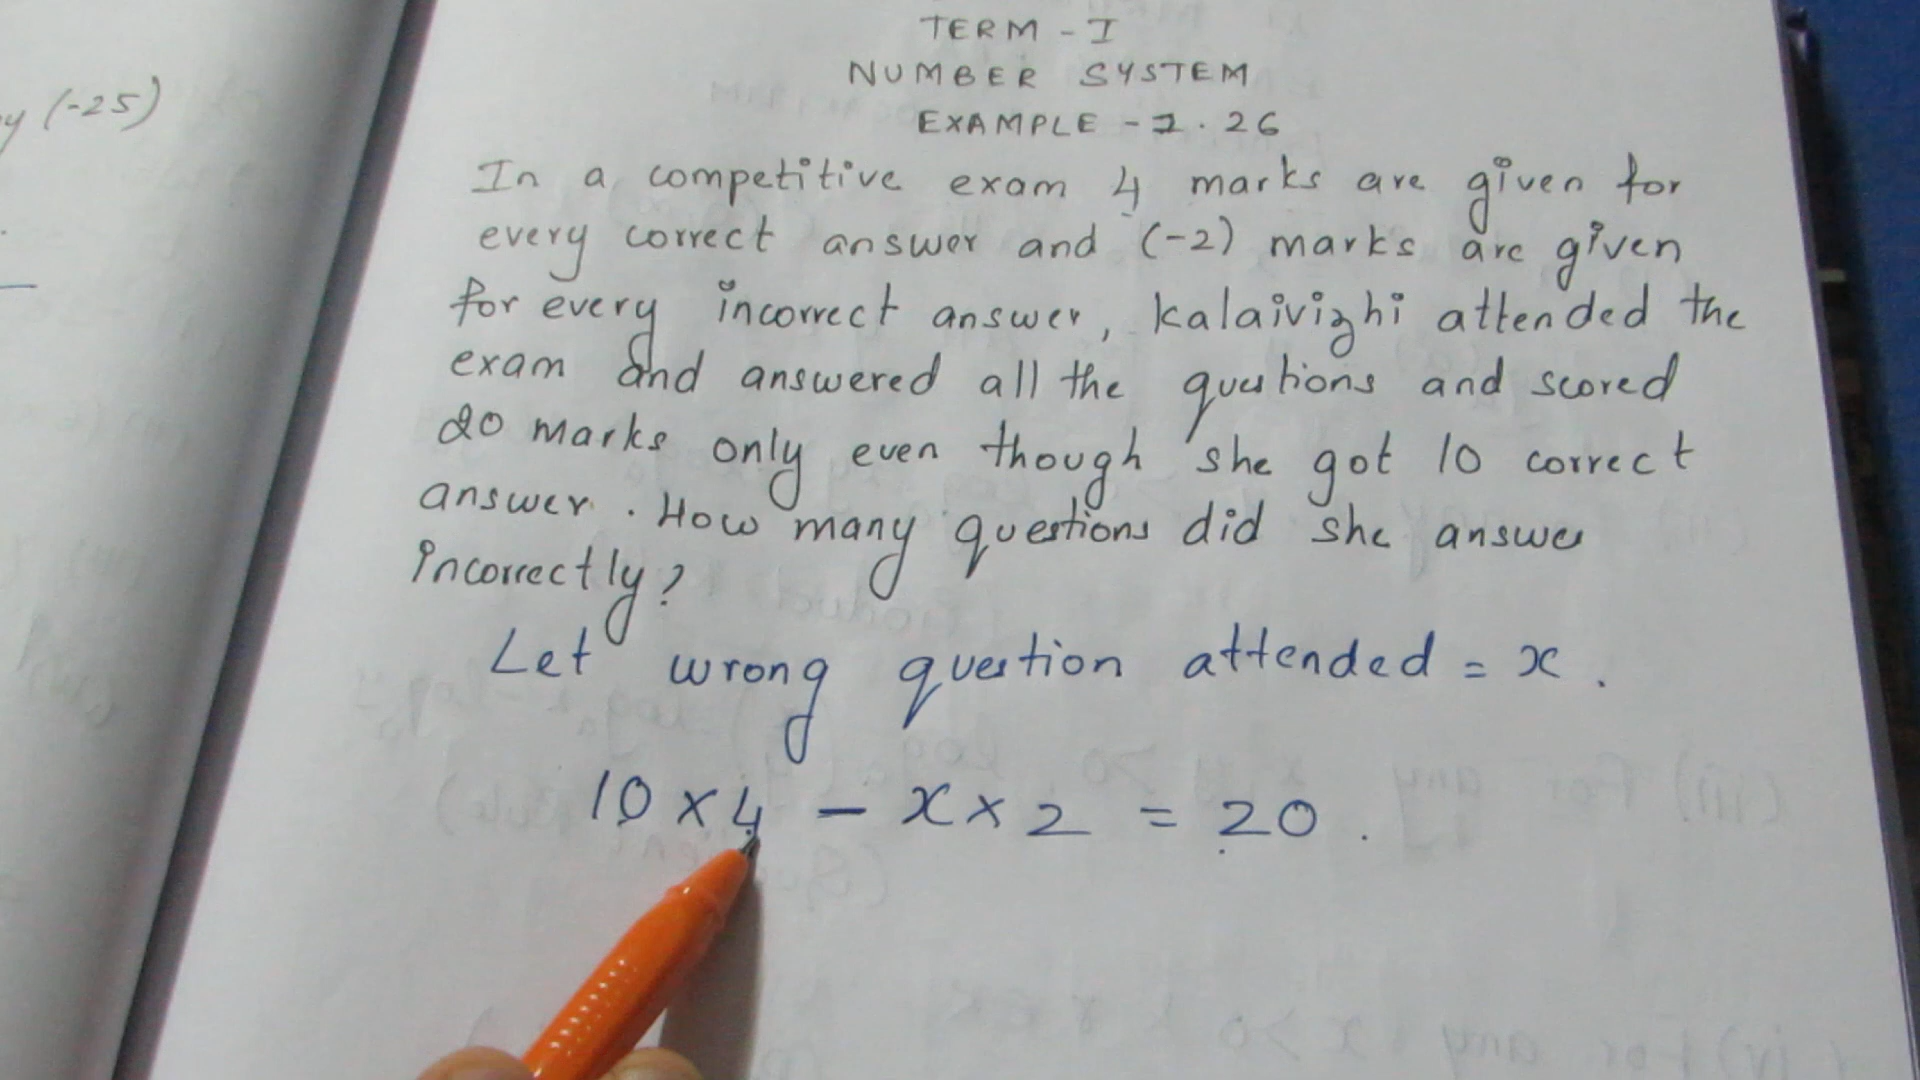 y (-25)
TERM - I
NUMBER SYSTEM
EXAMPLE - 1.26
In a competitive exam 4 marks are given for
every correct answer and (-2) marks are given
for every incorrect answer, Kalaivizhi attended the
exam and answered all the questions and scored
20 marks only even though she got 10 correct
answer. How many questions did she answer
incorrectly?
Let wrong question attended = x.
10 x 4 - x x 2 = 20.